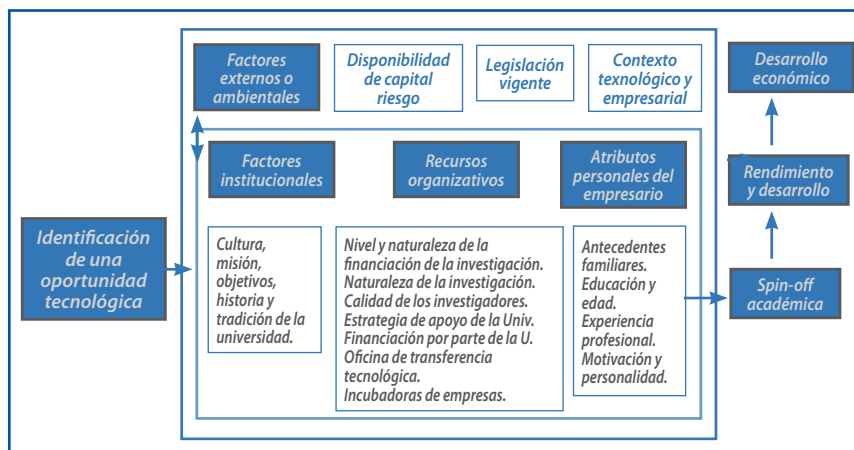 Factores
externos o
ambientales
Disponibilidad
de capital
riesgo
Legislación
vigente
Contexto
texnológico y
empresarial
Desarrollo
económico
Factores
institucionales
Recursos
organizativos
Atributos
personales del
empresario
Rendimiento
y desarrollo
Identificación
de una
oportunidad
tecnológica
Cultura,
misión,
objetivos,
historia y
tradición de la
universidad.
Nivel y naturaleza de la
financiación de la investigación.
Naturaleza de la investigación.
Calidad de los investigadores.
Estrategia de apoyo de la Univ.
Financiación por parte de la U.
Oficina de transferencia
tecnológica.
Incubadoras de empresas.
Antecedentes
familiares.
Educación y
edad.
Experiencia
profesional.
Motivación y
personalidad.
Spin-off
académica